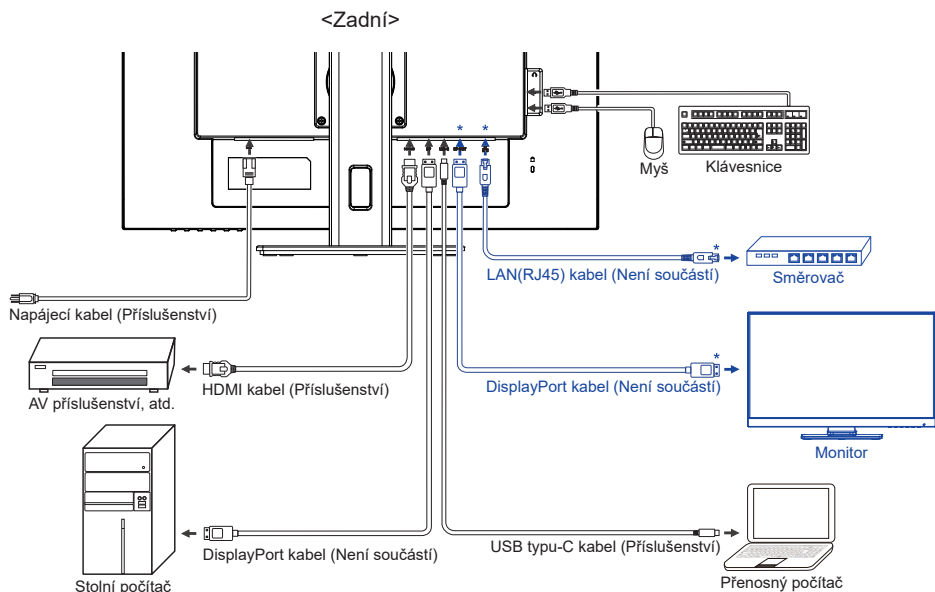 <Zadní>
*
*
Myš
Klávesnice
*
LAN(RJ45) kabel (Není součástí)
Směrovač
Napájecí kabel (Příslušenství)
*
HDMI kabel (Příslušenství)
DisplayPort kabel (Není součástí)
AV příslušenství, atd.
Monitor
DisplayPort kabel (Není součástí)
USB typu-C kabel (Příslušenství)
Stolní počítač
Přenosný počítač